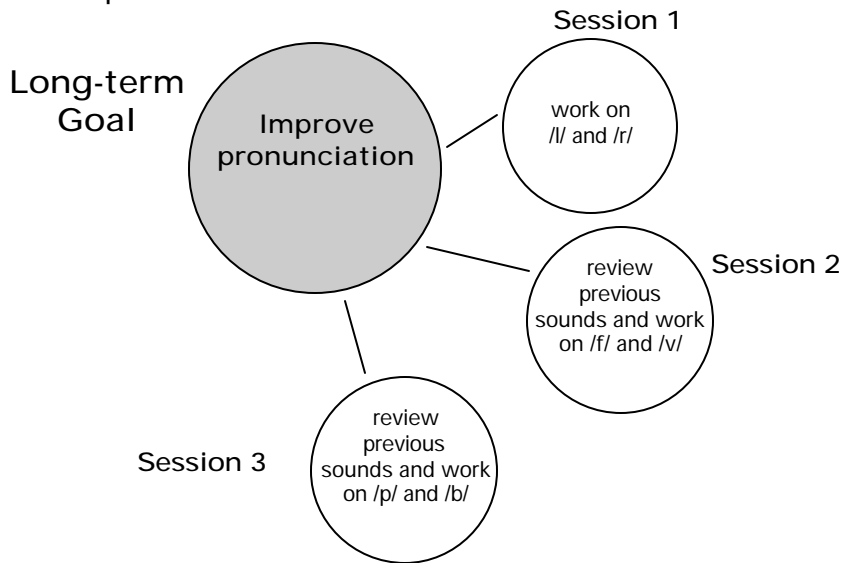 Session 1
Long-term
Goal
Improve
pronunciation
work on
/l/ and /r/
review
previous
sounds and work
on /f/ and /v/
Session 2
review
previous
sounds and work
on /p/ and /b/
Session 3